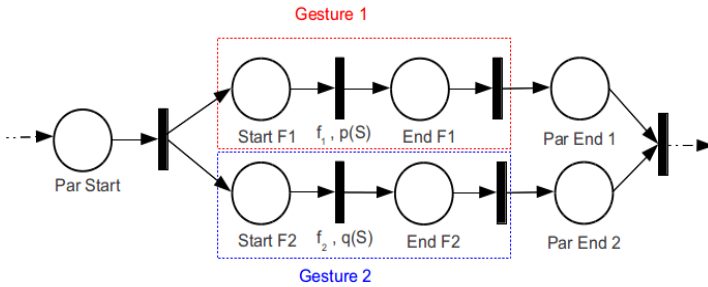 Gesture 1
Start F1
f₁ , p(S)
End F1
Par End 1
Par Start
Start F2
f₂ , q(S)
End F2
Par End 2
Gesture 2